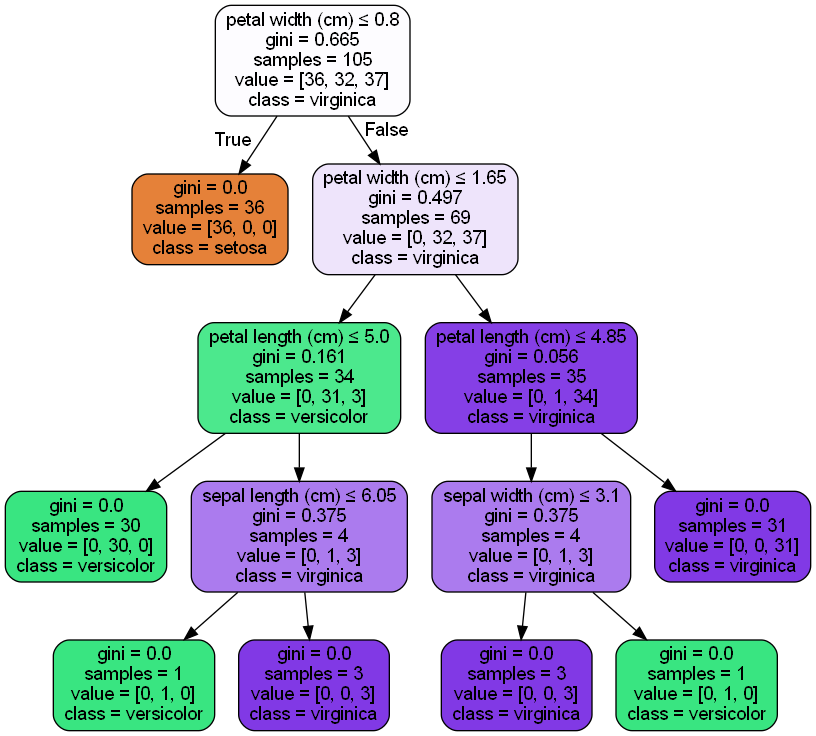 petal width (cm) ≤ 0.8
gini = 0.665
samples = 105
value = [36, 32, 37]
class = virginica
True
False
gini = 0.0
samples = 36
value = [36, 0, 0]
class = setosa
petal width (cm) ≤ 1.65
gini = 0.497
samples = 69
value = [0, 32, 37]
class = virginica
petal length (cm) ≤ 5.0
gini = 0.161
samples = 34
value = [0, 31, 3]
class = versicolor
petal length (cm) ≤ 4.85
gini = 0.056
samples = 35
value = [0, 1, 34]
class = virginica
gini = 0.0
samples = 30
value = [0, 30, 0]
class = versicolor
sepal length (cm) ≤ 6.05
gini = 0.375
samples = 4
value = [0, 1, 3]
class = virginica
sepal width (cm) ≤ 3.1
gini = 0.375
samples = 4
value = [0, 1, 3]
class = virginica
gini = 0.0
samples = 31
value = [0, 0, 31]
class = virginica
gini = 0.0
samples = 1
value = [0, 1, 0]
class = versicolor
gini = 0.0
samples = 3
value = [0, 0, 3]
class = virginica
gini = 0.0
samples = 3
value = [0, 0, 3]
class = virginica
gini = 0.0
samples = 1
value = [0, 1, 0]
class = versicolor